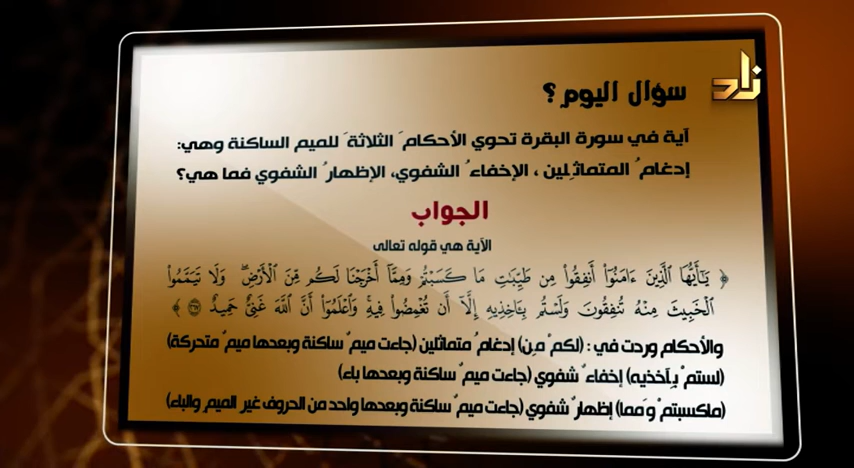 زاد
سؤال اليوم ؟
آية في سورة البقرة تحوي الأحكامَ الثلاثةَ للميم الساكنة وهي:
إدغامُ المتماثلين ، الإخفاءُ الشفوي، الإظهارُ الشفوي فما هي؟
الجواب
الآية هي قوله تعالى
﴿ يَـٰٓأَيُّهَا ٱلَّذِينَ ءَامَنُوٓا۟ أَنفِقُوا۟ مِن طَيِّبَـٰتِ مَا كَسَبْتُمْ وَمِمَّآ أَخْرَجْنَا لَكُم مِّنَ ٱلْأَرْضِ ۖ وَلَا تَيَمَّمُوا۟
ٱلْخَبِيثَ مِنْهُ تُنفِقُونَ وَلَسْتُم بِـَٔاخِذِيهِ إِلَّآ أَن تُغْمِضُوا۟ فِيهِ ۚ وَٱعْلَمُوٓا۟ أَنَّ ٱللَّهَ غَنِىٌّ حَمِيدٌ ٢٦٧ ﴾
والأحكام وردت في : (لكمْ مِن) إدغامُ متماثلين (جاءت ميمٌ ساكنة وبعدها ميمٌ متحركة)
(لستمْ بِآخذيه) إخفاءٌ شفوي (جاءت ميمٌ ساكنة وبعدها باء)
(ماكسبتمْ وَمما) إظهارٌ شفوي (جاءت ميمٌ ساكنة وبعدها واحد من الحروف غير الميم والباء)